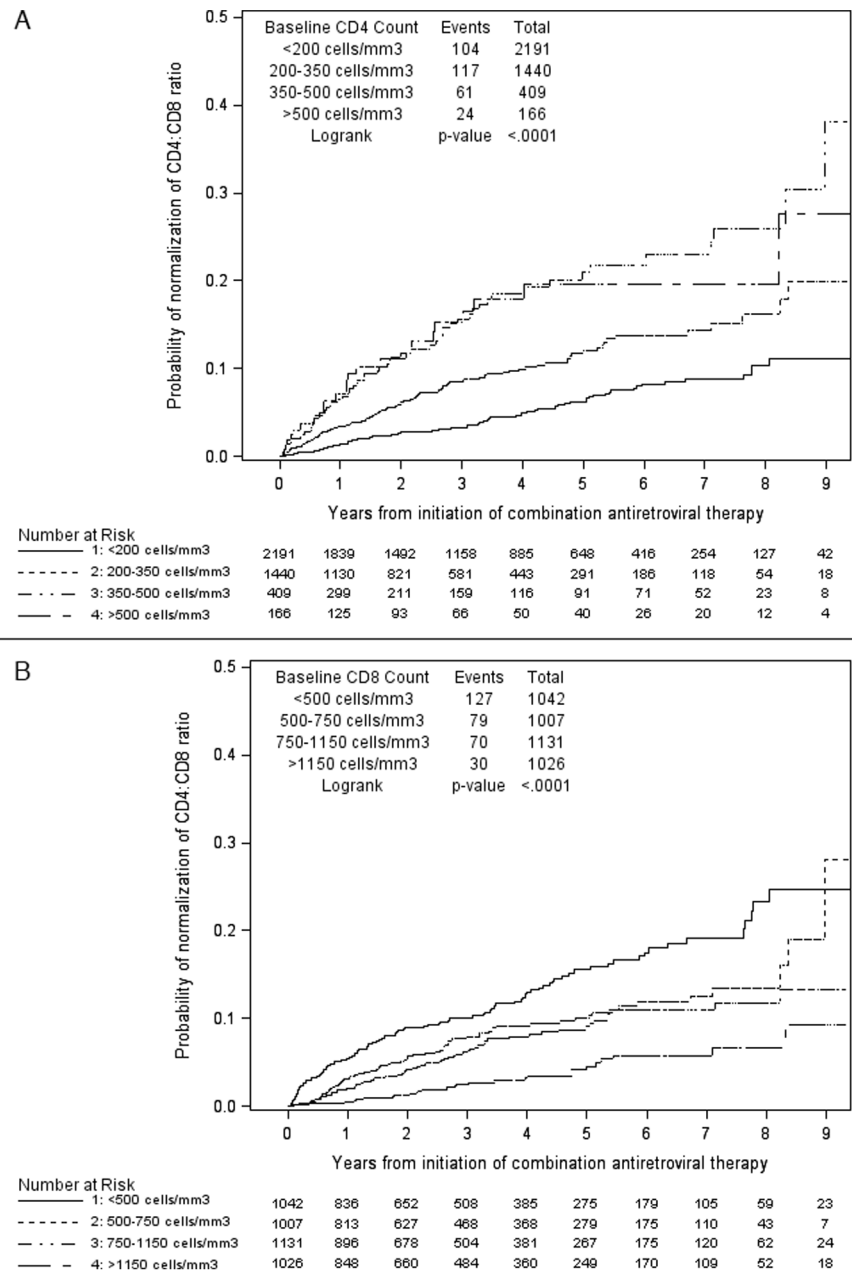 A
Baseline CD4 Count Events Total
<200 cells/mm3 104 2191
200-350 cells/mm3 117 1440
350-500 cells/mm3 61 409
>500 cells/mm3 24 166
Logrank p-value <.0001
Probability of normalization of CD4:CD8 ratio
0.5
0.4
0.3
0.2
0.1
0.0
0 1 2 3 4 5 6 7 8 9
Years from initiation of combination antiretroviral therapy
Number at Risk
1: <200 cells/mm3 2191 1839 1492 1158 885 648 416 254 127 42
2: 200-350 cells/mm3 1440 1130 821 581 443 291 186 118 54 18
3: 350-500 cells/mm3 409 299 211 159 116 91 71 52 23 8
4: >500 cells/mm3 166 125 93 66 50 40 26 20 12 4
B
Baseline CD8 Count Events Total
<500 cells/mm3 127 1042
500-750 cells/mm3 79 1007
750-1150 cells/mm3 70 1131
>1150 cells/mm3 30 1026
Logrank p-value <.0001
Probability of normalization of CD4:CD8 ratio
0.5
0.4
0.3
0.2
0.1
0.0
0 1 2 3 4 5 6 7 8 9
Years from initiation of combination antiretroviral therapy
Number at Risk
1: <500 cells/mm3 1042 836 652 508 385 275 179 105 59 23
2: 500-750 cells/mm3 1007 813 627 468 368 279 175 110 43 7
3: 750-1150 cells/mm3 1131 896 678 504 381 267 175 120 62 24
4: >1150 cells/mm3 1026 848 660 484 360 249 170 109 52 18